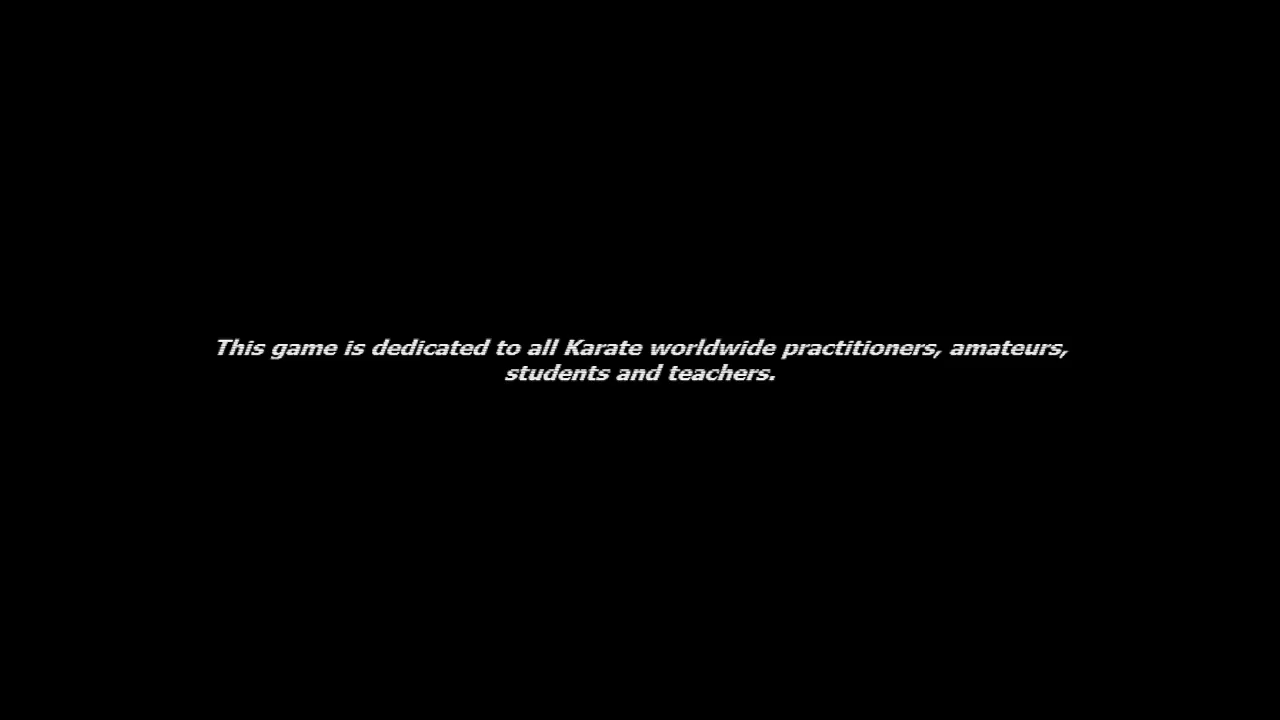 This game is dedicated to all Karate worldwide practitioners, amateurs,
students and teachers.